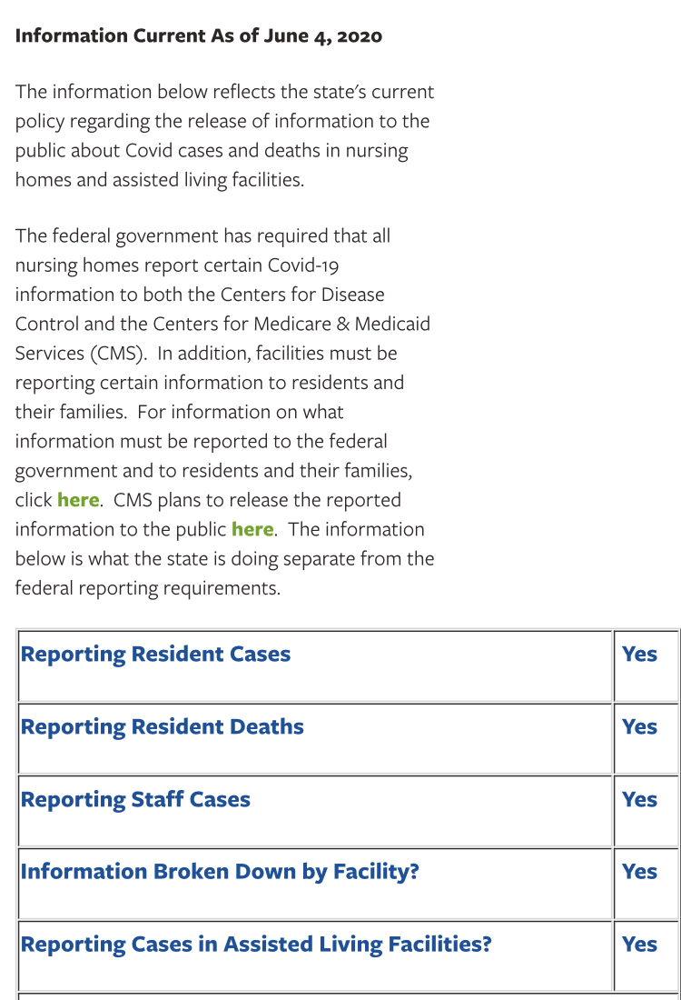 Information Current As of June 4, 2020
The information below reflects the state's current
policy regarding the release of information to the
public about Covid cases and deaths in nursing
homes and assisted living facilities.
The federal government has required that all
nursing homes report certain Covid-19
information to both the Centers for Disease
Control and the Centers for Medicare & Medicaid
Services (CMS).  In addition, facilities must be
reporting certain information to residents and
their families.  For information on what
information must be reported to the federal
government and to residents and their families,
click here.  CMS plans to release the reported
information to the public here.  The information
below is what the state is doing separate from the
federal reporting requirements.
Reporting Resident Cases Yes
Reporting Resident Deaths Yes
Reporting Staff Cases Yes
Information Broken Down by Facility? Yes
Reporting Cases in Assisted Living Facilities? Yes